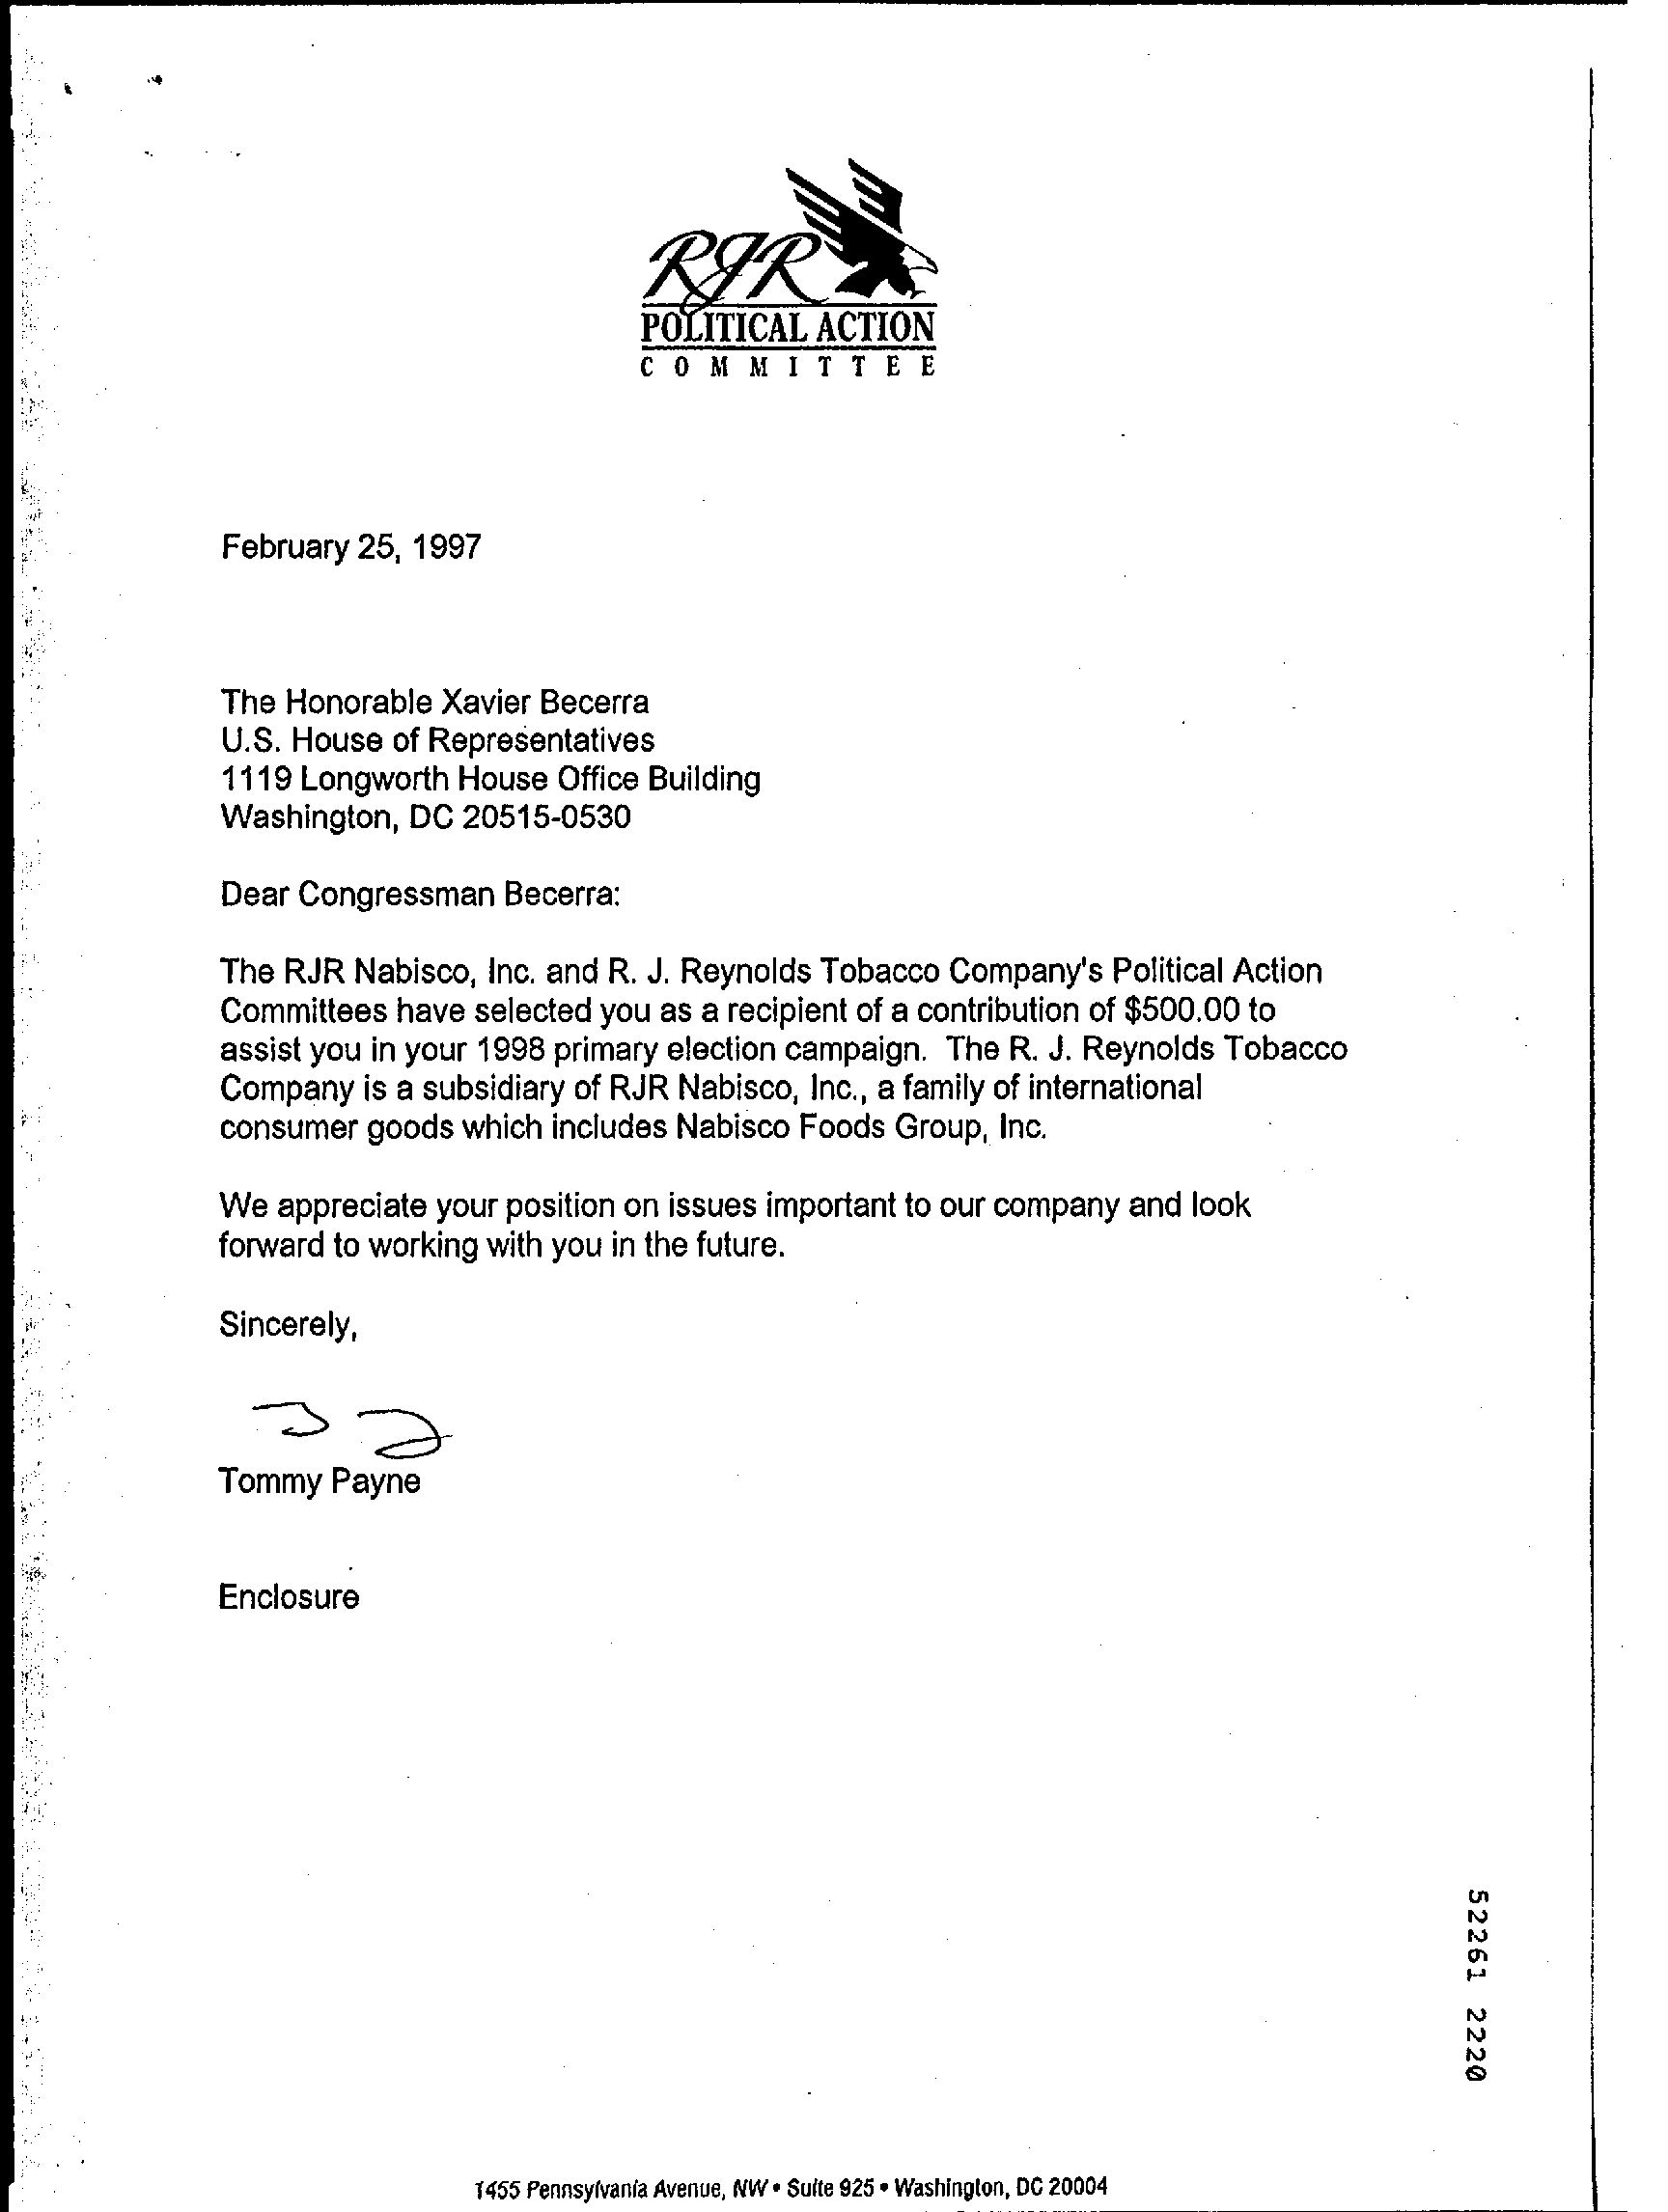 RJR
POLITICAL ACTION
COMMITTEE
February 25, 1997
The Honorable Xavier Becerra
U.S. House of Representatives
1119 Longworth House Office Building
Washington, DC 20515-0530
Dear Congressman Becerra:
The RJR Nabisco, Inc. and R. J. Reynolds Tobacco Company's Political Action
Committees have selected you as a recipient of a contribution of $500.00 to
assist you in your 1998 primary election campaign. The R. J. Reynolds Tobacco
Company is a subsidiary of RJR Nabisco, Inc., a family of international
consumer goods which includes Nabisco Foods Group, Inc.
We appreciate your position on issues important to our company and look
forward to working with you in the future.
Sincerely,
Tommy Payne
Enclosure
52261 2220
1455 Pennsylvania Avenue, NW • Suite 925 • Washington, DC 20004